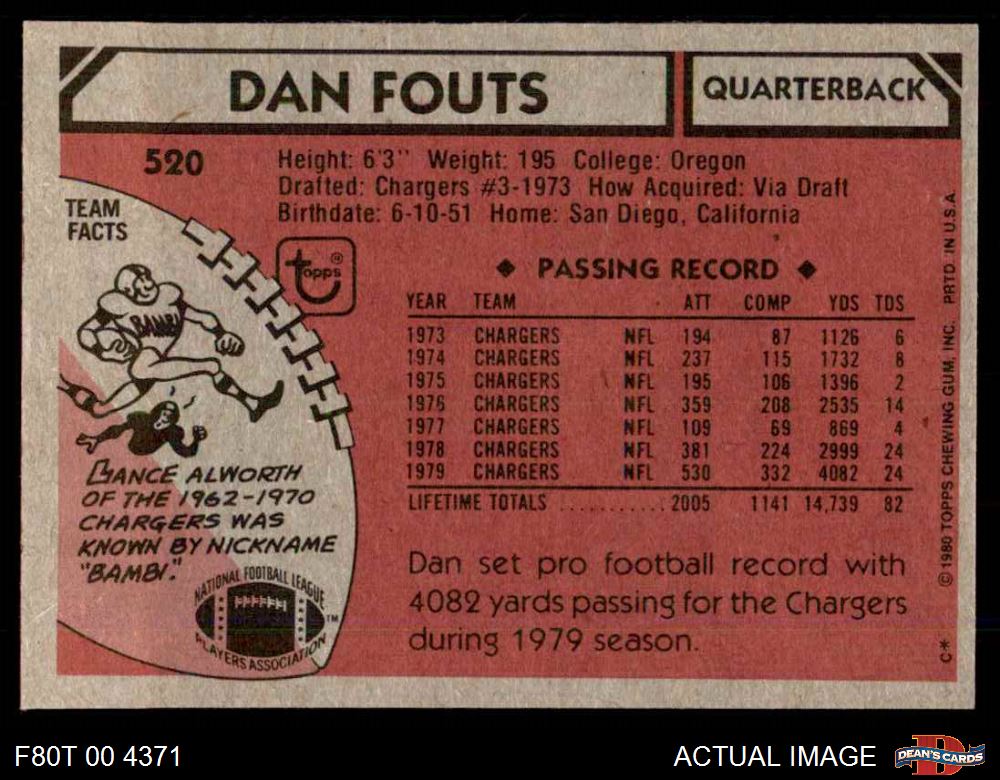 DAN FOUTS
QUARTERBACK
520
Height: 6'3" Weight: 195 College: Oregon
Drafted: Chargers #3-1973 How Acquired: Via Draft
Birthdate: 6-10-51 Home: San Diego, California
TEAM
FACTS
BAMBI
LANCE ALWORTH
OF THE 1962-1970
CHARGERS WAS
KNOWN BY NICKNAME
"BAMBI."
NATIONAL FOOTBALL LEAGUE
PLAYERS ASSOCIATION
TM
topps ®
◆ PASSING RECORD ◆
YEAR TEAM ATT COMP YDS TDS
1973 CHARGERS NFL 194 87 1126 6
1974 CHARGERS NFL 237 115 1732 8
1975 CHARGERS NFL 195 106 1396 2
1976 CHARGERS NFL 359 208 2535 14
1977 CHARGERS NFL 109 69 869 4
1978 CHARGERS NFL 381 224 2999 24
1979 CHARGERS NFL 530 332 4082 24
LIFETIME TOTALS ........... 2005 1141 14,739 82
Dan set pro football record with
4082 yards passing for the Chargers
during 1979 season.
C* © 1980 TOPPS CHEWING GUM, INC. PRTD. IN U.S.A.
F80T 00 4371
ACTUAL IMAGE
D
DEAN'S CARDS